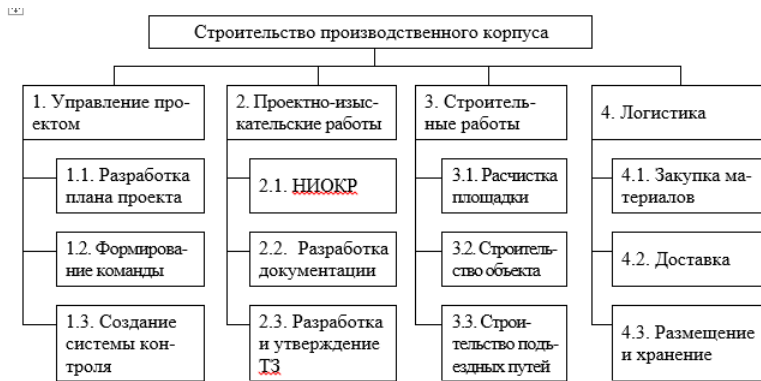 Строительство производственного корпуса
1. Управление про-
ектом
1.1. Разработка
плана проекта
1.2. Формирова-
ние команды
1.3. Создание
системы кон-
троля
2. Проектно-изыс-
кательские работы
2.1. НИОКР
2.2. Разработка
документации
2.3. Разработка
и утверждение
ТЗ
3. Строитель-
ные работы
3.1. Расчистка
площадки
3.2. Строитель-
ство объекта
3.3. Строи-
тельство подъ-
ездных путей
4. Логистика
4.1. Закупка ма-
териалов
4.2. Доставка
4.3. Размещение
и хранение